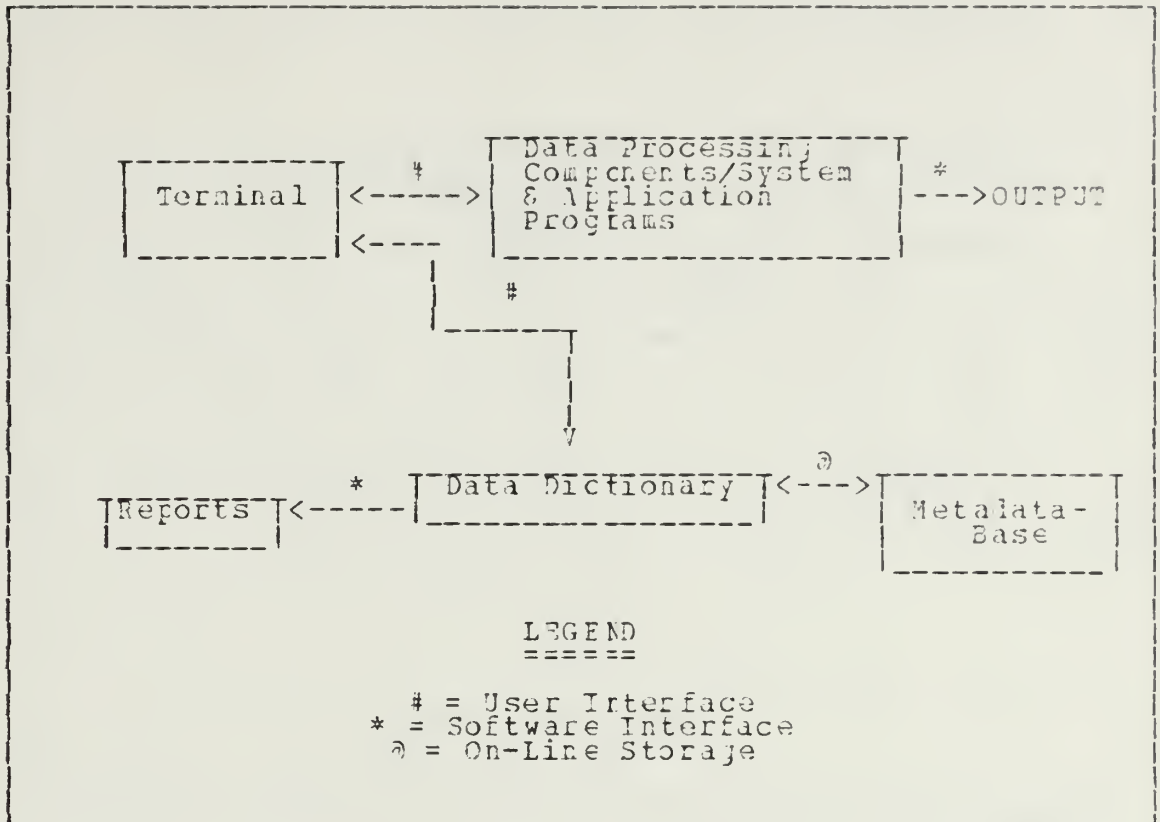 Terminal
#
Data Processing
Components/System
& Application
Programs
*
OUTPUT
#
Reports
*
Data Dictionary
@
Metadata-
Base
LEGEND
======
# = User Interface
* = Software Interface
@ = On-Line Storage